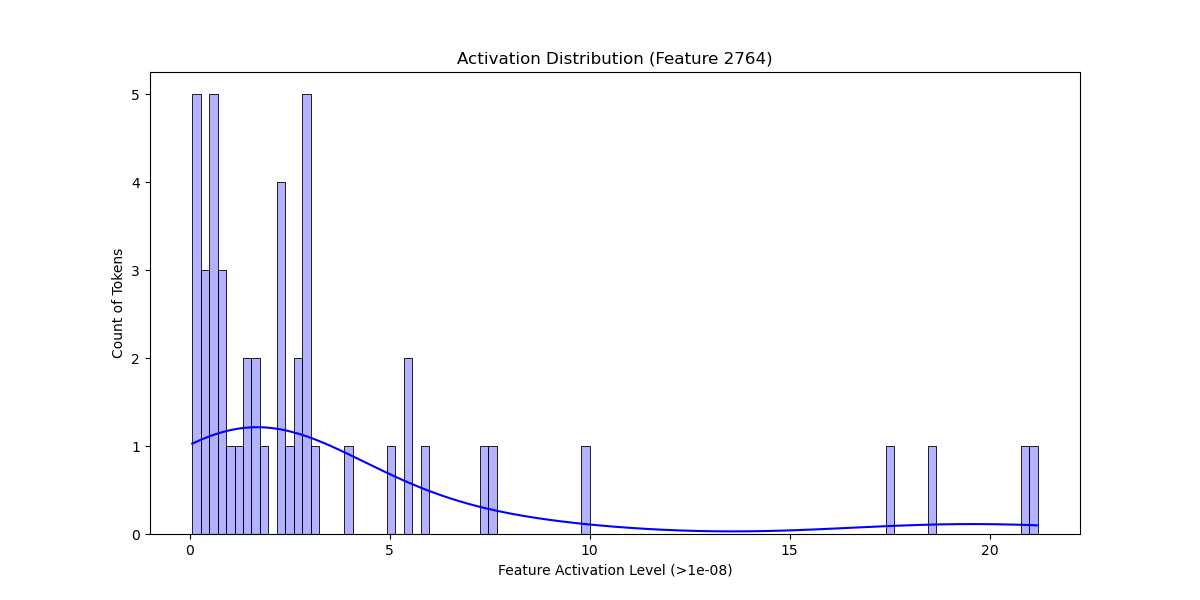 Activation Distribution (Feature 2764)
5
4
3
2
1
0
Count of Tokens
0 5 10 15 20
Feature Activation Level (>1e-08)